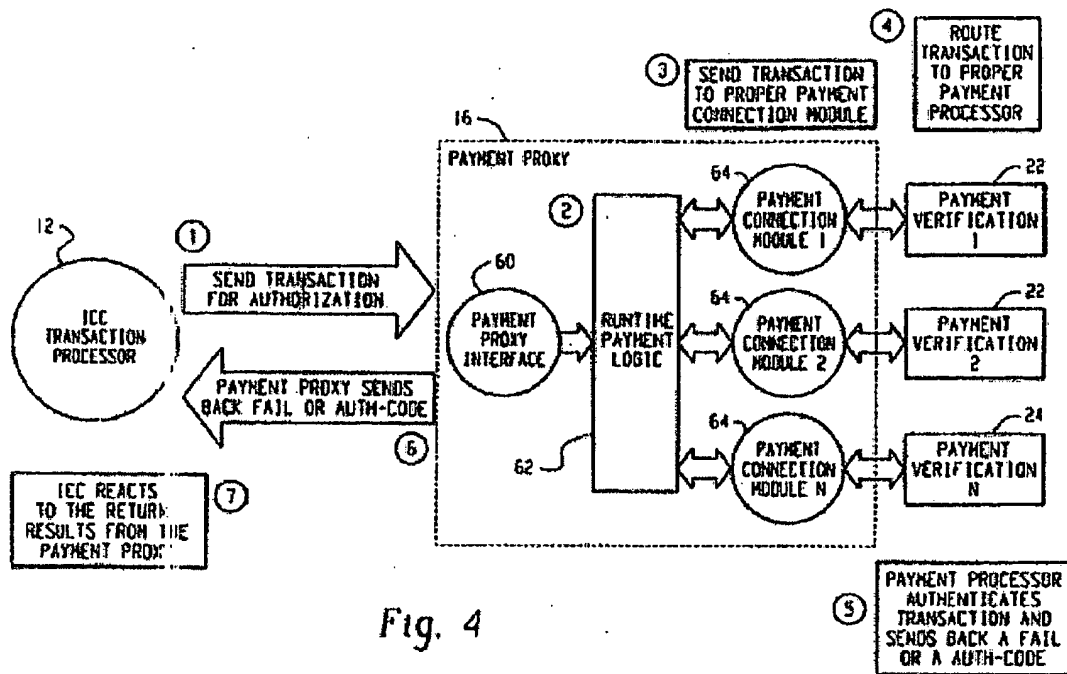 4
ROUTE
TRANSACTION
TO PROPER
PAYMENT
PROCESSOR
3
SEND TRANSACTION
TO PROPER PAYMENT
CONNECTION MODULE
16
PAYMENT PROXY
12
ICC
TRANSACTION
PROCESSOR
1
SEND TRANSACTION
FOR AUTHORIZATION
PAYMENT PROXY SENDS
BACK FAIL OR AUTH-CODE
6
60
PAYMENT
PROXY
INTERFACE
2
RUNTIME
PAYMENT
LOGIC
62
64
PAYMENT
CONNECTION
MODULE 1
22
PAYMENT
VERIFICATION
1
64
PAYMENT
CONNECTION
MODULE 2
22
PAYMENT
VERIFICATION
2
64
PAYMENT
CONNECTION
MODULE N
24
PAYMENT
VERIFICATION
N
ICC REACTS
TO THE RETURN
RESULTS FROM THE
PAYMENT PROXY
7
5
PAYMENT PROCESSOR
AUTHENTICATES
TRANSACTION AND
SENDS BACK A FAIL
OR A AUTH-CODE
Fig. 4